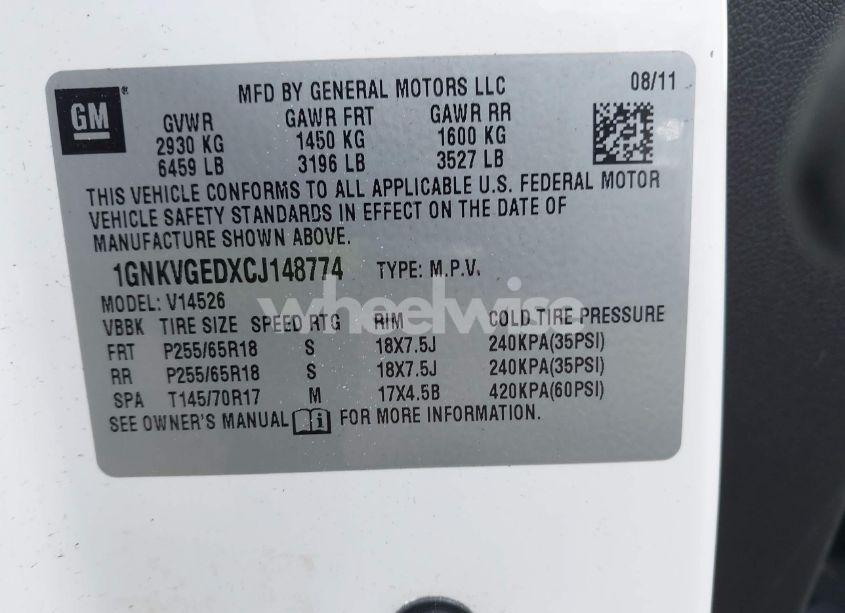 GM
MFD BY GENERAL MOTORS LLC 08/11
GVWR GAWR FRT GAWR RR
2930 KG 1450 KG 1600 KG
6459 LB 3196 LB 3527 LB
THIS VEHICLE CONFORMS TO ALL APPLICABLE U.S. FEDERAL MOTOR
VEHICLE SAFETY STANDARDS IN EFFECT ON THE DATE OF
MANUFACTURE SHOWN ABOVE.
1GNKVGEDXCJ148774 TYPE: M.P.V.
MODEL: V14526
wheelwise
VBBK TIRE SIZE SPEED RTG RIM COLD TIRE PRESSURE
FRT P255/65R18 S 18X7.5J 240KPA(35PSI)
RR P255/65R18 S 18X7.5J 240KPA(35PSI)
SPA T145/70R17 M 17X4.5B 420KPA(60PSI)
SEE OWNER'S MANUAL FOR MORE INFORMATION.